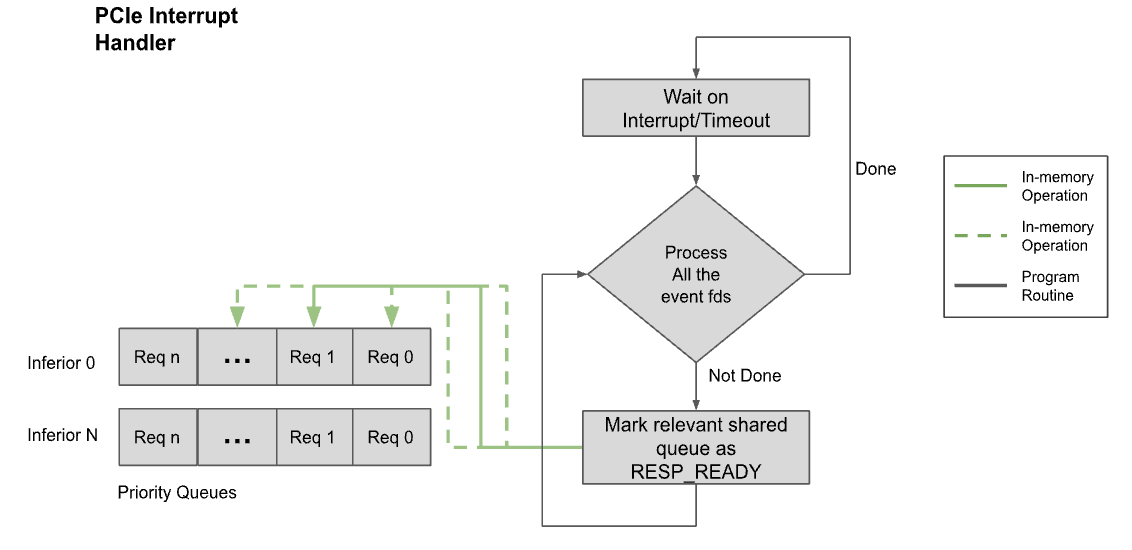 PCIe Interrupt
Handler
Wait on
Interrupt/Timeout
Done
Process
All the
event fds
Not Done
Mark relevant shared
queue as
RESP_READY
Inferior 0
Req n
...
Req 1
Req 0
Inferior N
Req n
...
Req 1
Req 0
Priority Queues
In-memory
Operation
In-memory
Operation
Program
Routine